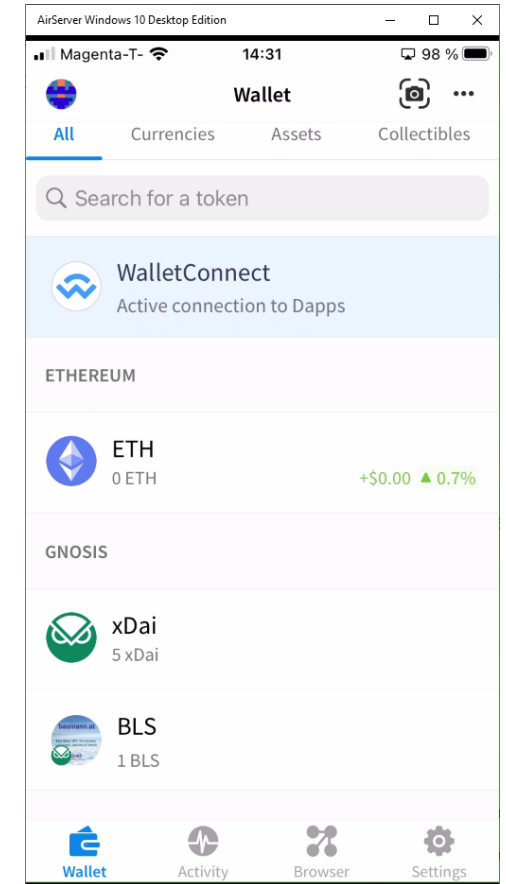 AirServer Windows 10 Desktop Edition
Magenta-T- 14:31 98 %
Wallet
All Currencies Assets Collectibles
Search for a token
WalletConnect
Active connection to Dapps
ETHEREUM
ETH
0 ETH +$0.00 ▲ 0.7%
GNOSIS
xDai
5 xDai
baumann.at
BLS
1 BLS
Wallet Activity Browser Settings